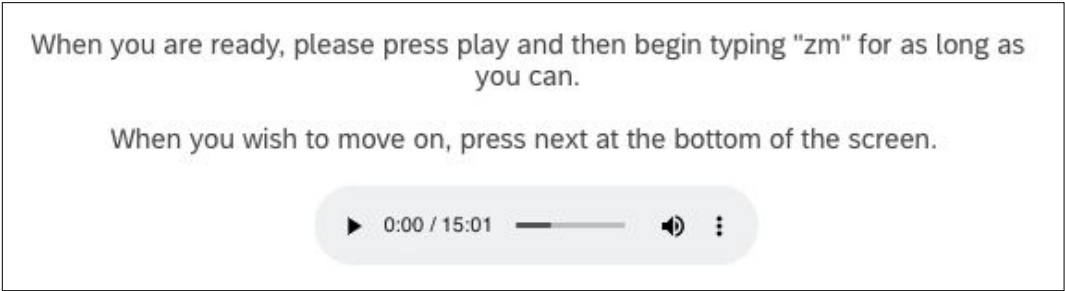 When you are ready, please press play and then begin typing "zm" for as long as
you can.
When you wish to move on, press next at the bottom of the screen.
0:00 / 15:01